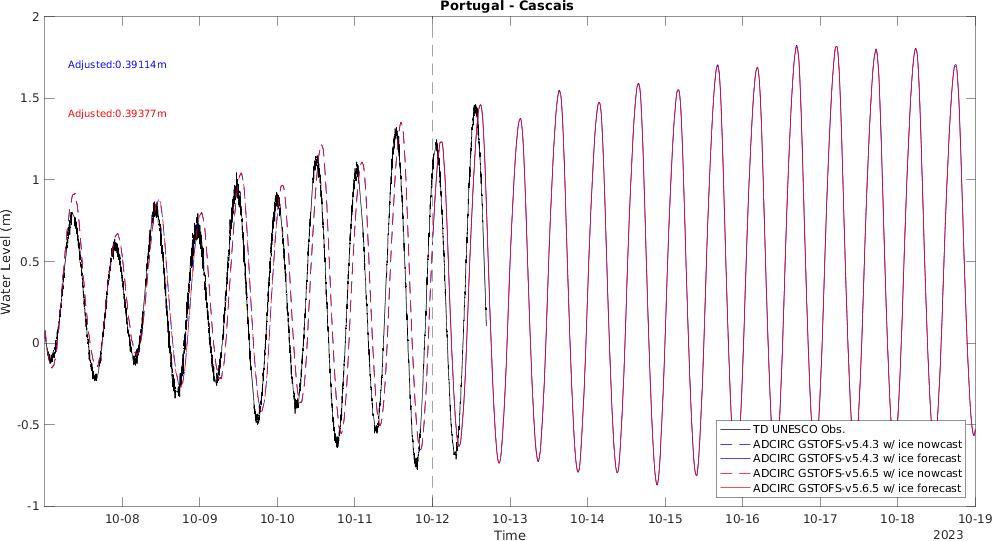 Portugal - Cascais
2
1.5
1
0.5
0
-0.5
-1
Water Level (m)
Adjusted:0.39114m
Adjusted:0.39377m
TD UNESCO Obs.
ADCIRC GSTOFS-v5.4.3 w/ ice nowcast
ADCIRC GSTOFS-v5.4.3 w/ ice forecast
ADCIRC GSTOFS-v5.6.5 w/ ice nowcast
ADCIRC GSTOFS-v5.6.5 w/ ice forecast
10-08 10-09 10-10 10-11 10-12 10-13 10-14 10-15 10-16 10-17 10-18 10-19
Time
2023